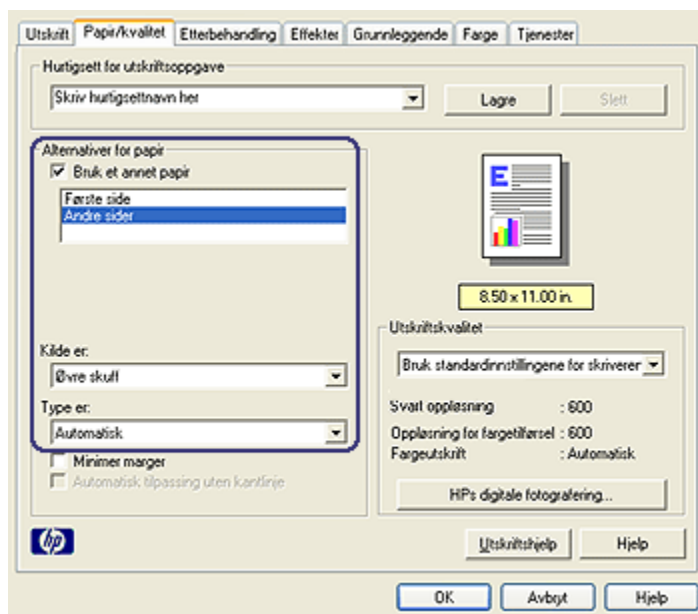 Utskrift Papir/kvalitet Etterbehandling Effekter Grunnleggende Farge Tjenester
Hurtigsett for utskriftsoppgave
Skriv hurtigsettnavn her
Lagre
Slett
Alternativer for papir
Bruk et annet papir
Første side
Andre sider
Kilde er:
Øvre skuff
Type er:
Automatisk
Minimer marger
Automatisk tilpassing uten kantlinje
E
8.50 x 11.00 in.
Utskriftskvalitet
Bruk standardinnstillingene for skriverer
Svart oppløsning : 600
Oppløsning for fargetilførsel : 600
Fargeutskrift : Automatisk
HPs digitale fotografering...
hp
Utskriftshjelp
Hjelp
OK
Avbryt
Hjelp